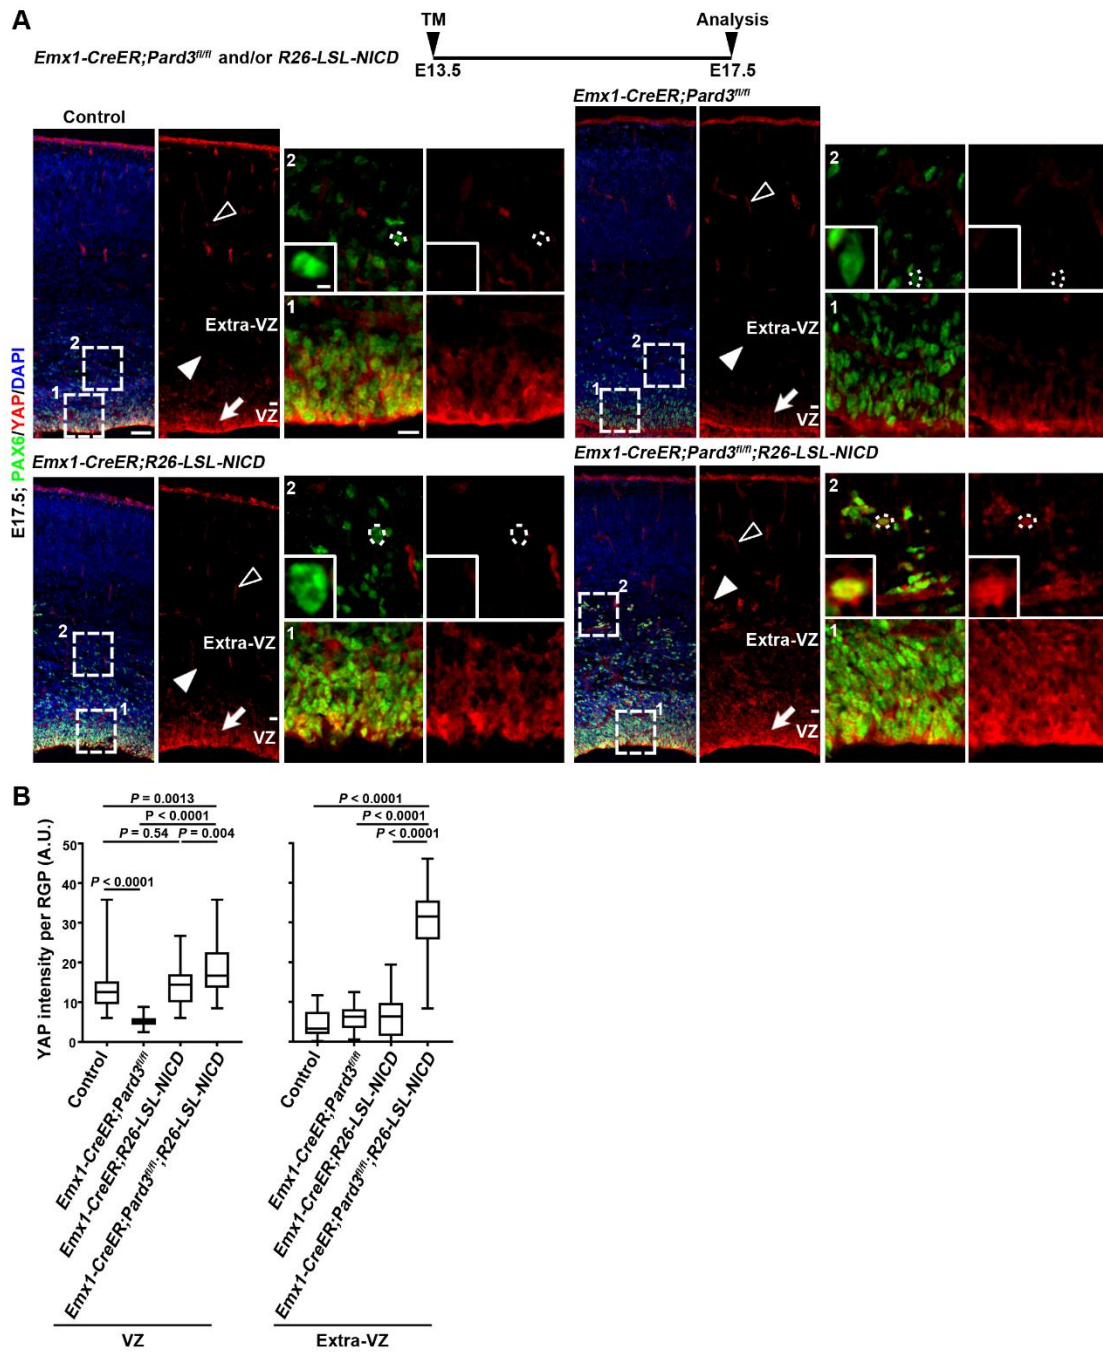 A
TM
Analysis
Emx1-CreER;Pard3fl/fl and/or R26-LSL-NICD
E13.5
E17.5
Control
Emx1-CreER;Pard3fl/fl
E17.5; PAX6/YAP/DAPI
2
1
Extra-VZ
VZ
2
1
2
1
Extra-VZ
VZ
2
1
Emx1-CreER;R26-LSL-NICD
Emx1-CreER;Pard3fl/fl;R26-LSL-NICD
2
1
Extra-VZ
VZ
2
1
2
1
Extra-VZ
VZ
2
1
B
YAP intensity per RGP (A.U.)
50
40
30
20
10
0
P = 0.0013
P < 0.0001
P = 0.54
P = 0.004
P < 0.0001
P < 0.0001
P < 0.0001
P < 0.0001
Control
Emx1-CreER;Pard3fl/fl
Emx1-CreER;R26-LSL-NICD
Emx1-CreER;Pard3fl/fl;R26-LSL-NICD
VZ
Control
Emx1-CreER;Pard3fl/fl
Emx1-CreER;R26-LSL-NICD
Emx1-CreER;Pard3fl/fl;R26-LSL-NICD
Extra-VZ